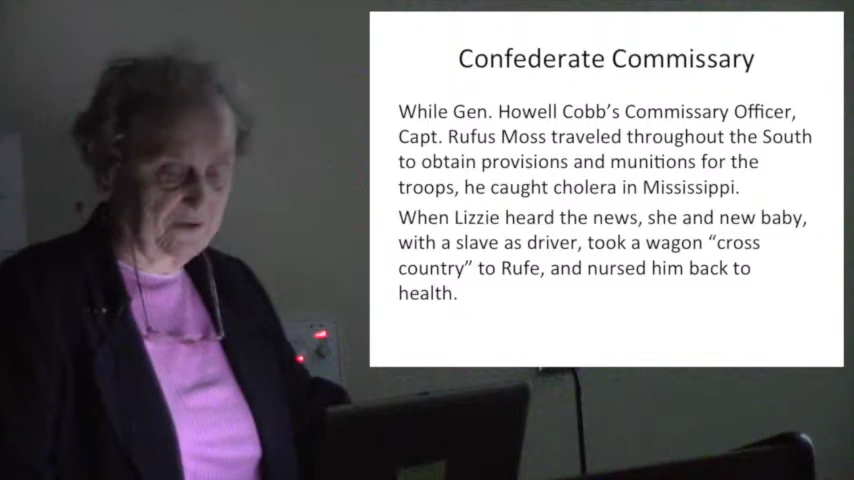 Confederate Commissary
While Gen. Howell Cobb's Commissary Officer,
Capt. Rufus Moss traveled throughout the South
to obtain provisions and munitions for the
troops, he caught cholera in Mississippi.
When Lizzie heard the news, she and new baby,
with a slave as driver, took a wagon “cross
country” to Rufe, and nursed him back to
health.